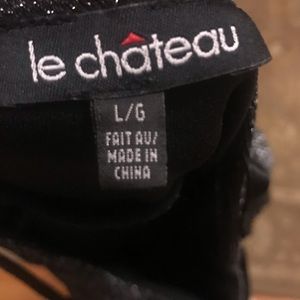 le château
L/G
FAIT AU/
MADE IN
CHINA